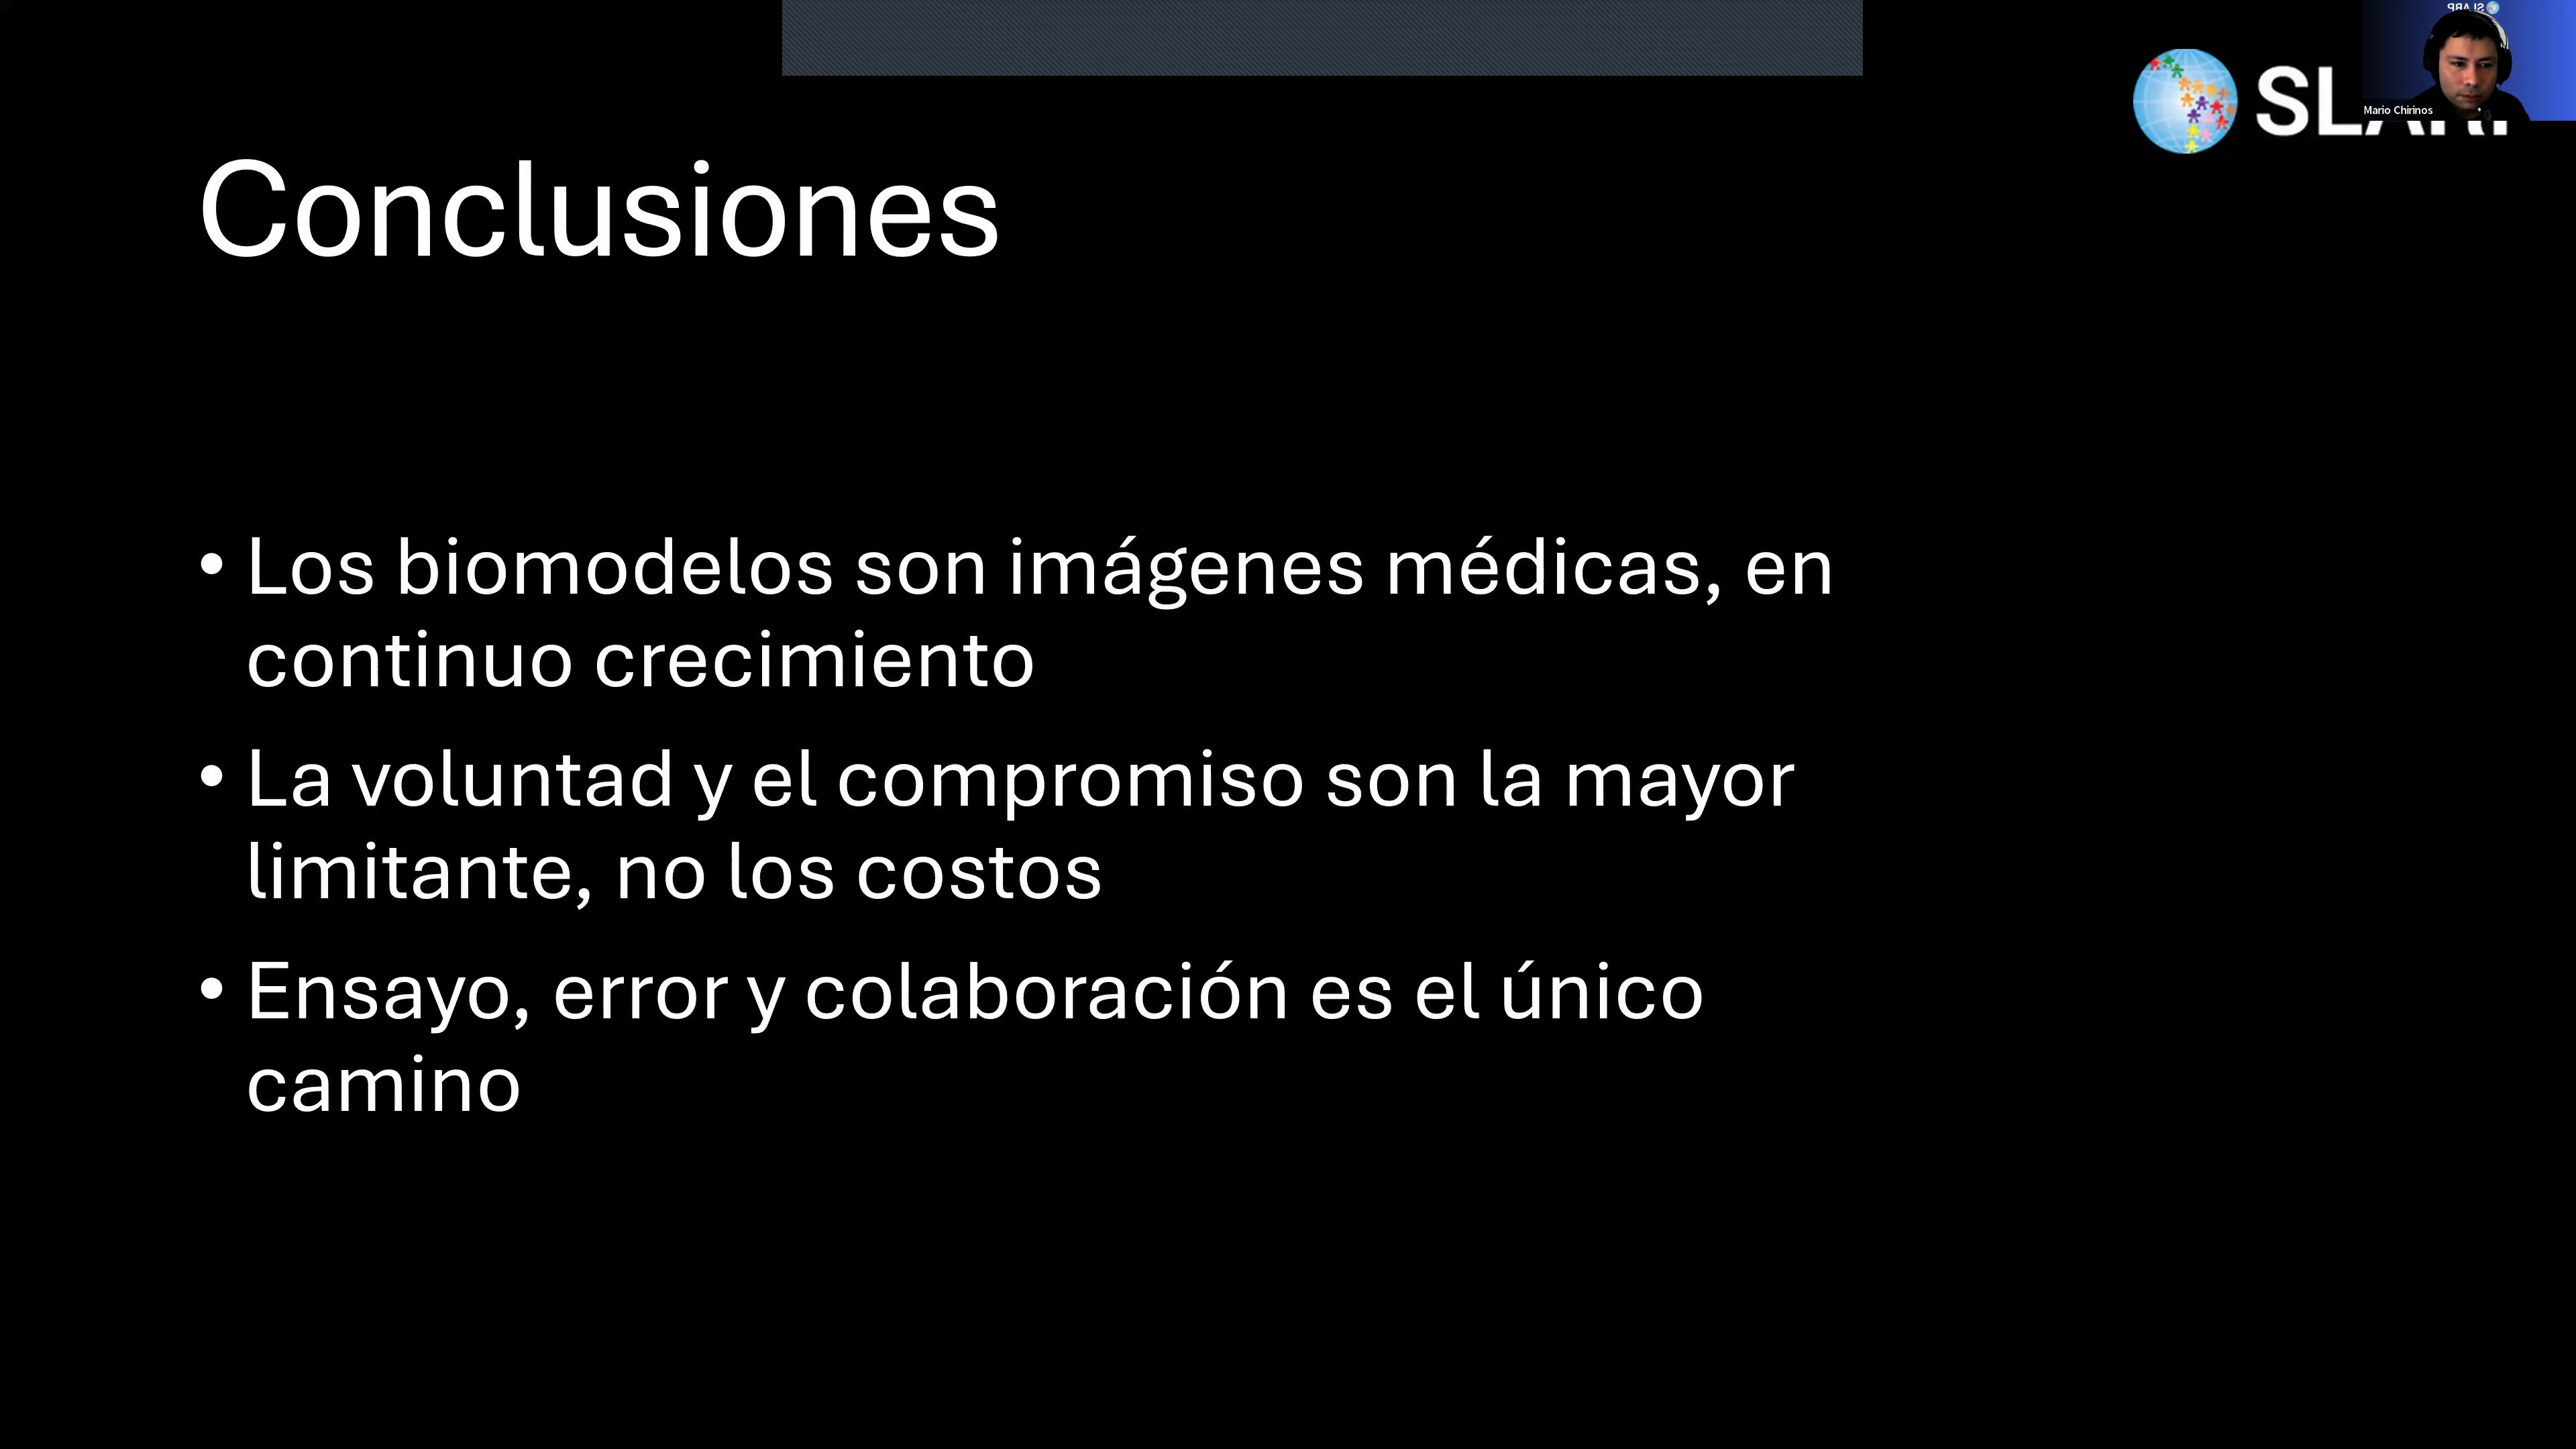 Mario Chirinos
Conclusiones
• Los biomodelos son imágenes médicas, en
continuo crecimiento
• La voluntad y el compromiso son la mayor
limitante, no los costos
• Ensayo, error y colaboración es el único
camino